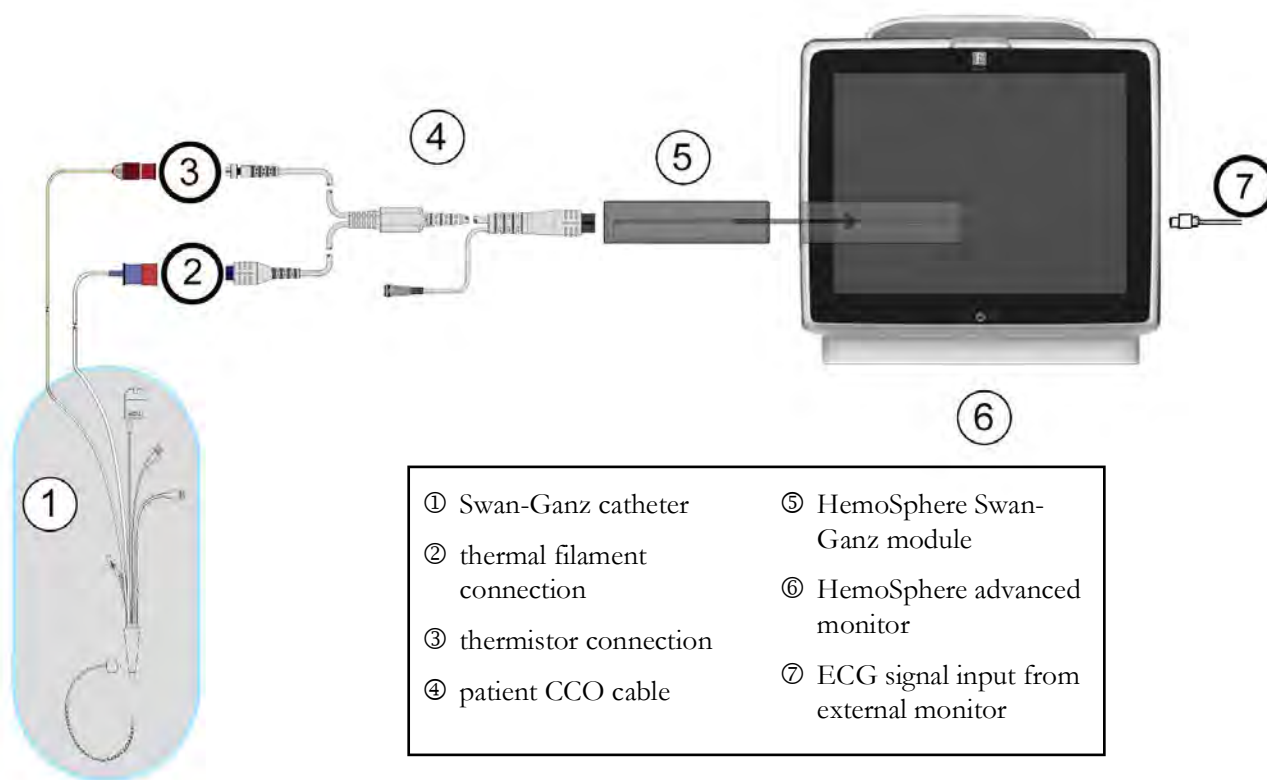 ④
⑤
③
⑦
②
⑥
①
① Swan-Ganz catheter
② thermal filament
connection
③ thermistor connection
④ patient CCO cable
⑤ HemoSphere Swan-
Ganz module
⑥ HemoSphere advanced
monitor
⑦ ECG signal input from
external monitor